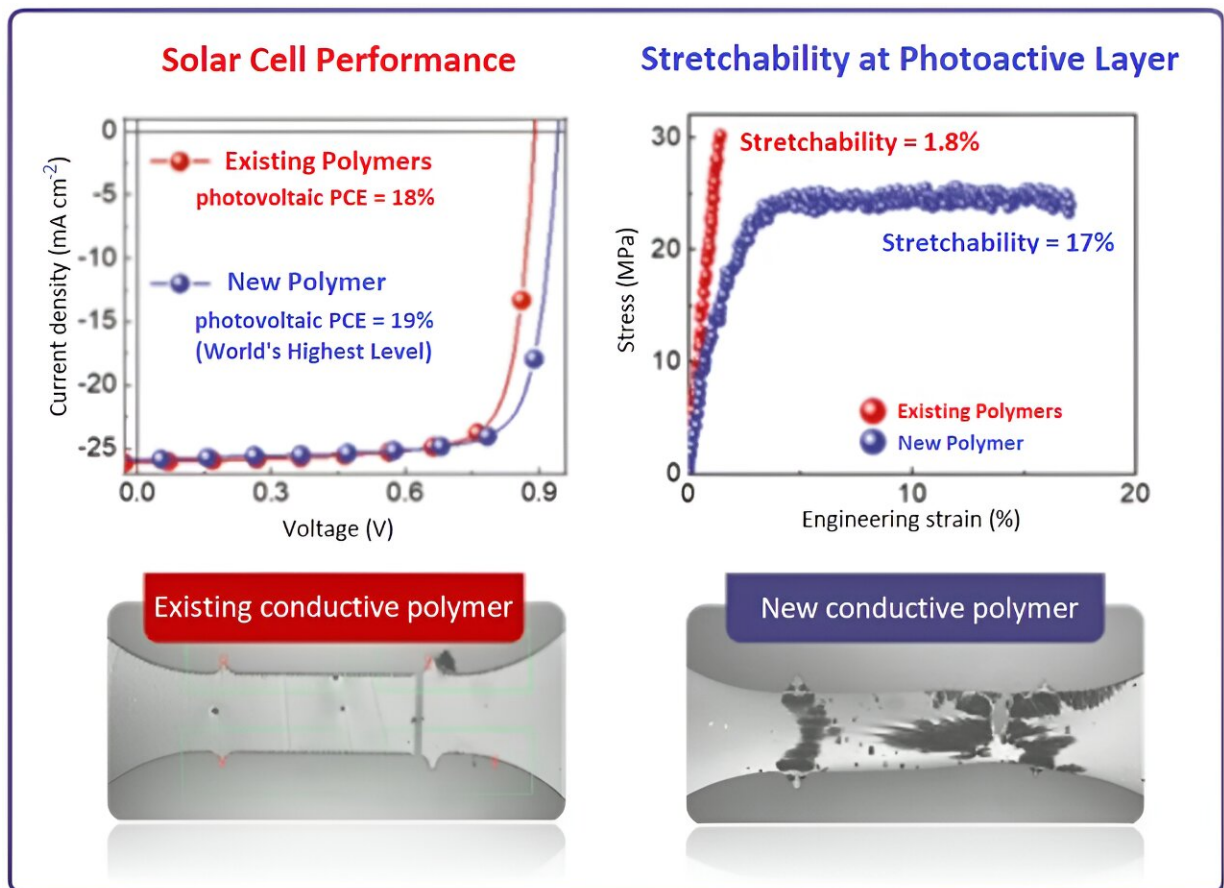 Solar Cell Performance
Current density (mA cm-2)
0
-5
-10
-15
-20
-25
Existing Polymers
photovoltaic PCE = 18%
New Polymer
photovoltaic PCE = 19%
(World's Highest Level)
0.0
0.3
0.6
0.9
Voltage (V)
Stretchability at Photoactive Layer
Stress (MPa)
30
20
10
0
Stretchability = 1.8%
Stretchability = 17%
Existing Polymers
New Polymer
0
10
20
Engineering strain (%)
Existing conductive polymer
New conductive polymer